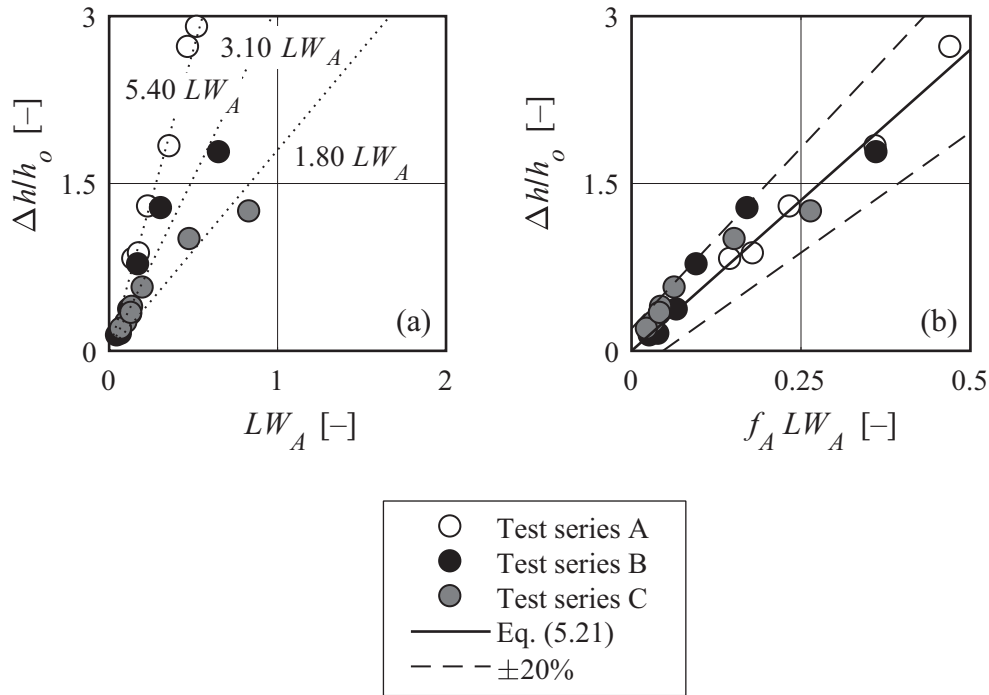 3
3.10 LW_A
5.40 LW_A
1.80 LW_A
Δh/h_o [–]
1.5
0
(a)
0
1
2
LW_A [–]
3
Δh/h_o [–]
1.5
0
(b)
0
0.25
0.5
f_A LW_A [–]
Test series A
Test series B
Test series C
Eq. (5.21)
±20%